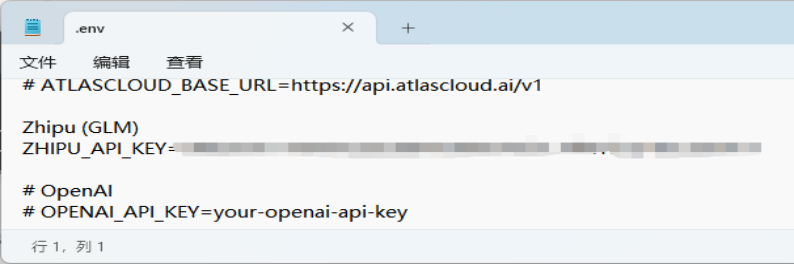 .env
文件 编辑 查看
# ATLASCLOUD_BASE_URL=https://api.atlascloud.ai/v1
Zhipu (GLM)
ZHIPU_API_KEY=
# OpenAI
# OPENAI_API_KEY=your-openai-api-key
行 1，列 1